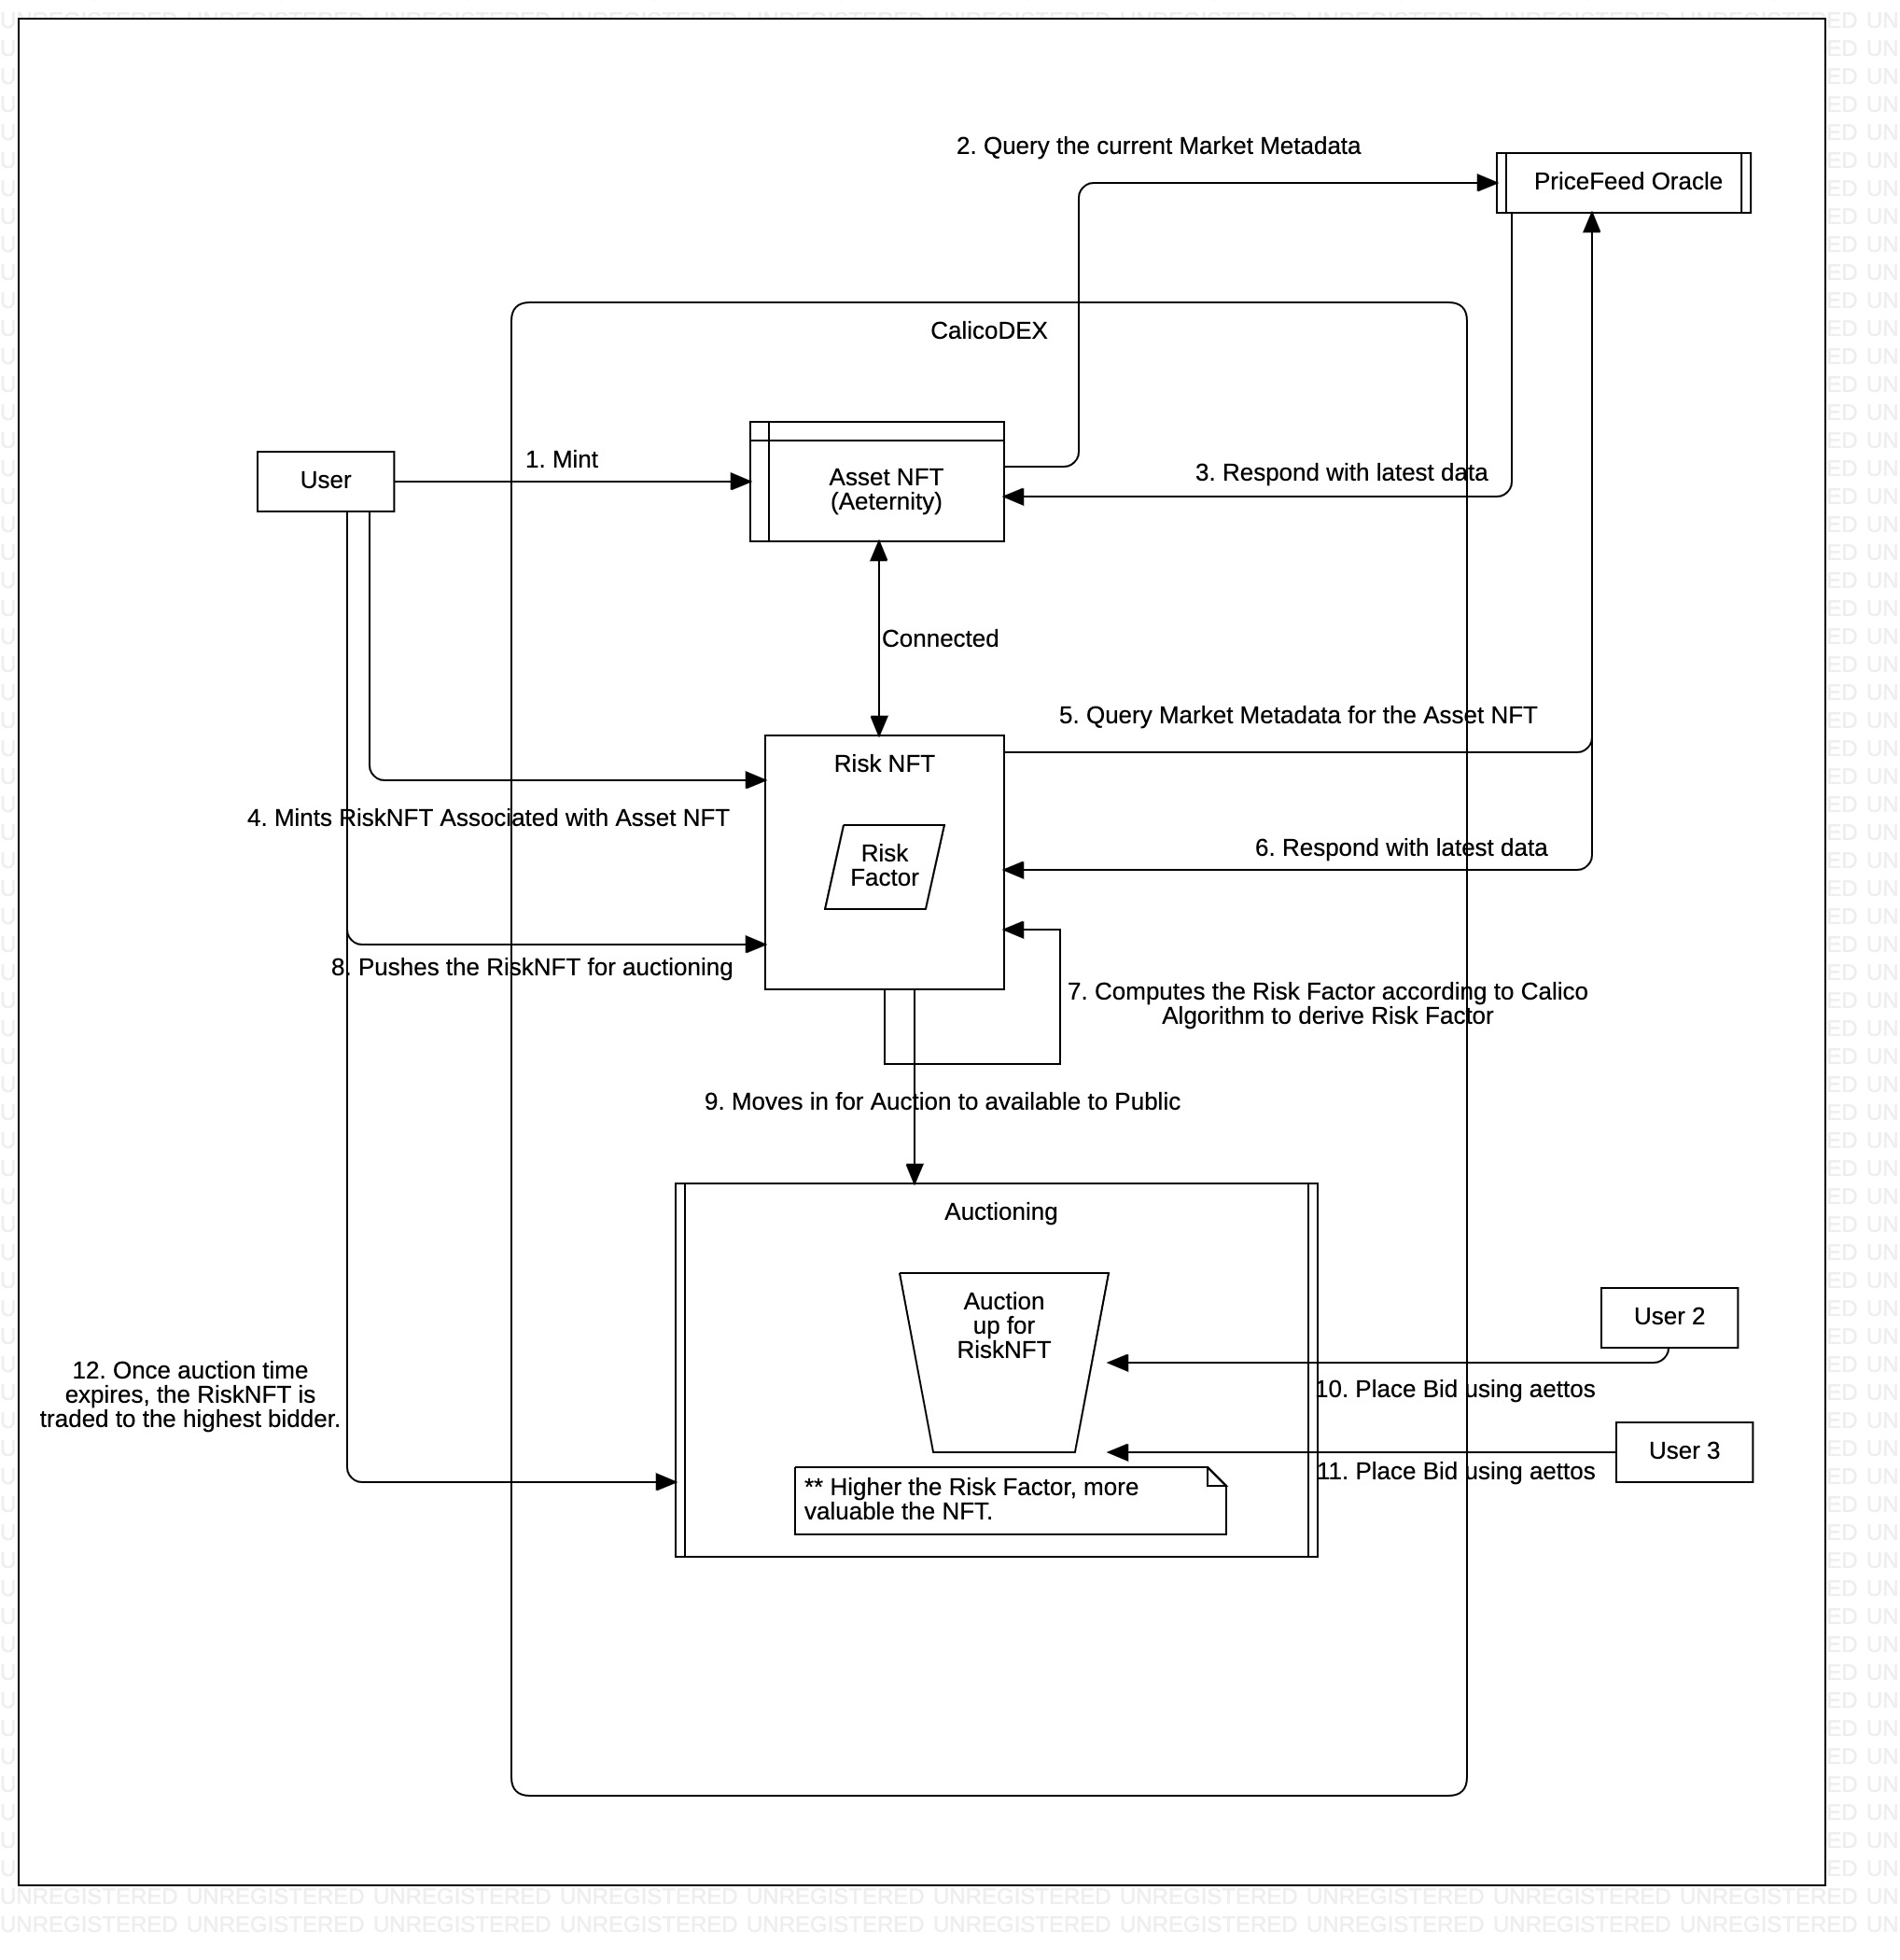 2. Query the current Market Metadata
PriceFeed Oracle
CalicoDEX
1. Mint
User
Asset NFT
(Aeternity)
3. Respond with latest data
Connected
5. Query Market Metadata for the Asset NFT
Risk NFT
4. Mints RiskNFT Associated with Asset NFT
Risk
Factor
6. Respond with latest data
8. Pushes the RiskNFT for auctioning
7. Computes the Risk Factor according to Calico
Algorithm to derive Risk Factor
9. Moves in for Auction to available to Public
Auctioning
Auction
up for
RiskNFT
User 2
10. Place Bid using aettos
12. Once auction time
expires, the RiskNFT is
traded to the highest bidder.
User 3
11. Place Bid using aettos
** Higher the Risk Factor, more
valuable the NFT.
UNREGISTERED UNREGISTERED UNREGISTERED UNREGISTERED UNREGISTERED UNREGISTERED UNREGISTERED UNREGISTERED UNREGISTERED UNREGISTERED UN
UNREGISTERED UNREGISTERED UNREGISTERED UNREGISTERED UNREGISTERED UNREGISTERED UNREGISTERED UNREGISTERED UNREGISTERED UNREGISTERED UN